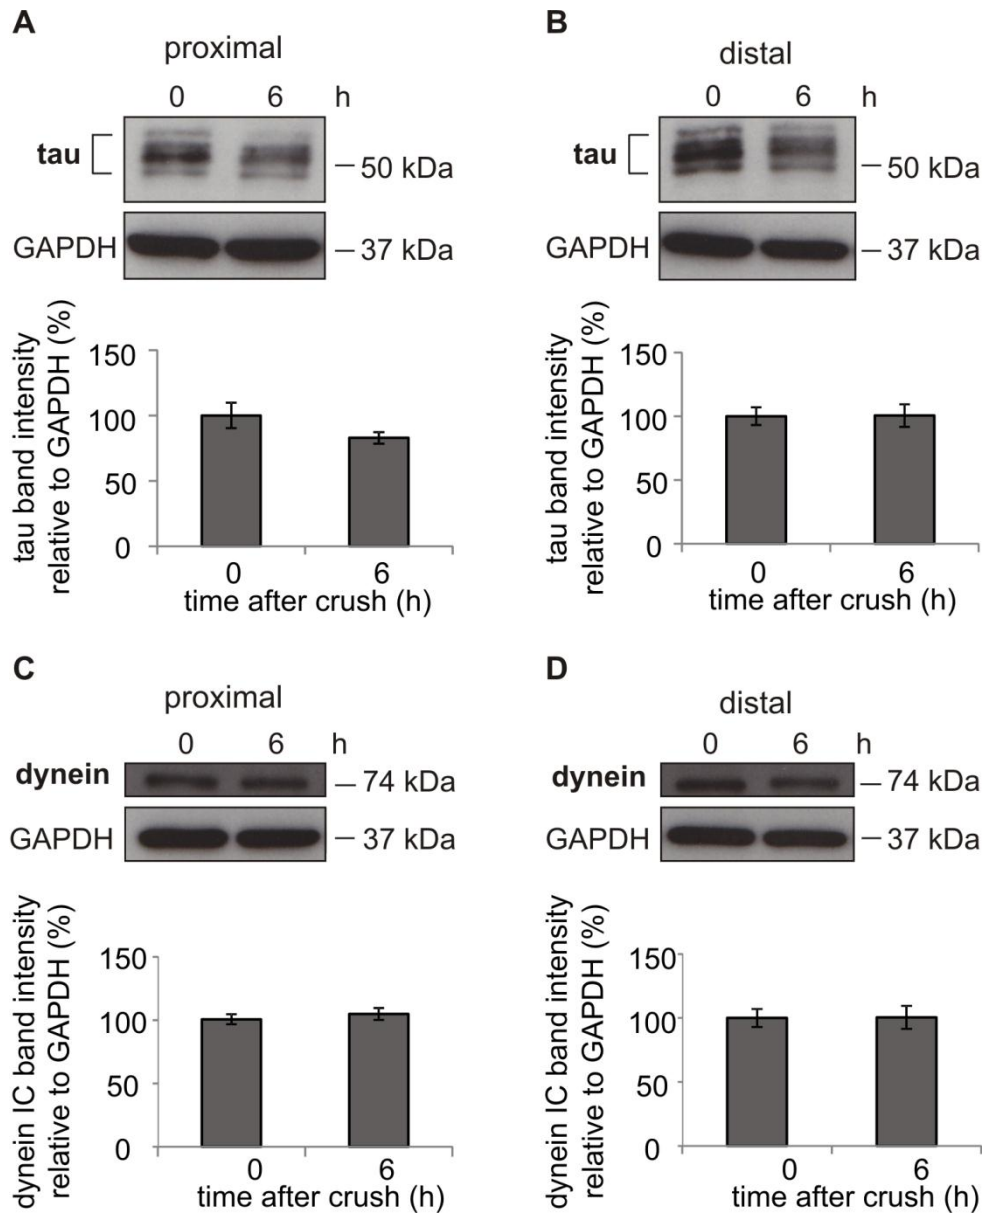 A
proximal
0 6 h
tau
50 kDa
GAPDH
37 kDa
tau band intensity
relative to GAPDH (%)
150
100
50
0
0 6
time after crush (h)
B
distal
0 6 h
tau
50 kDa
GAPDH
37 kDa
tau band intensity
relative to GAPDH (%)
150
100
50
0
0 6
time after crush (h)
C
proximal
0 6 h
dynein
74 kDa
GAPDH
37 kDa
dynein IC band intensity
relative to GAPDH (%)
150
100
50
0
0 6
time after crush (h)
D
distal
0 6 h
dynein
74 kDa
GAPDH
37 kDa
dynein IC band intensity
relative to GAPDH (%)
150
100
50
0
0 6
time after crush (h)